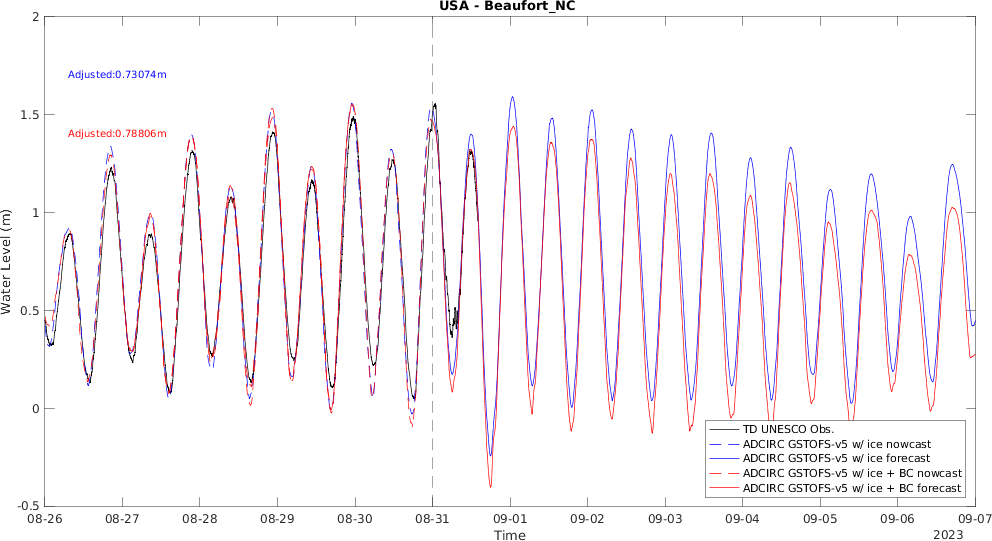 USA - Beaufort_NC
2
1.5
1
0.5
0
-0.5
Water Level (m)
Adjusted:0.73074m
Adjusted:0.78806m
TD UNESCO Obs.
ADCIRC GSTOFS-v5 w/ ice nowcast
ADCIRC GSTOFS-v5 w/ ice forecast
ADCIRC GSTOFS-v5 w/ ice + BC nowcast
ADCIRC GSTOFS-v5 w/ ice + BC forecast
08-26 08-27 08-28 08-29 08-30 08-31 09-01 09-02 09-03 09-04 09-05 09-06 09-07
Time
2023